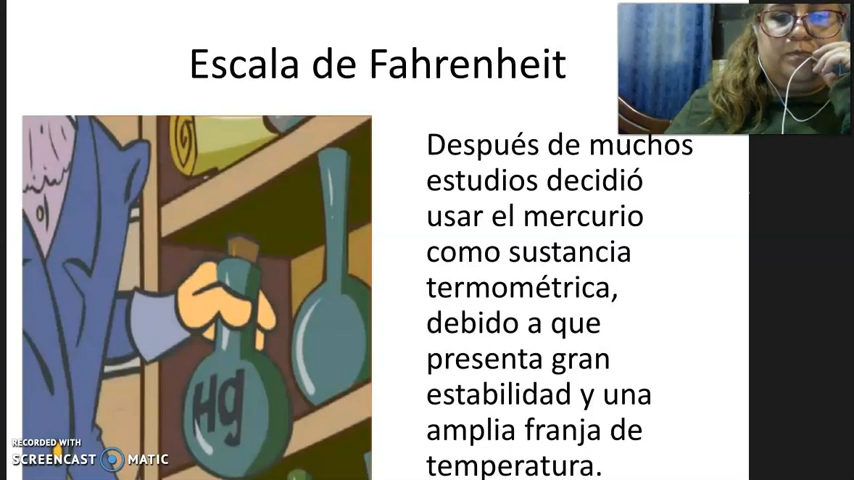 Escala de Fahrenheit
Después de muchos
estudios decidió
usar el mercurio
como sustancia
termométrica,
debido a que
presenta gran
estabilidad y una
amplia franja de
temperatura.
Hg
RECORDED WITH
SCREENCAST MATIC